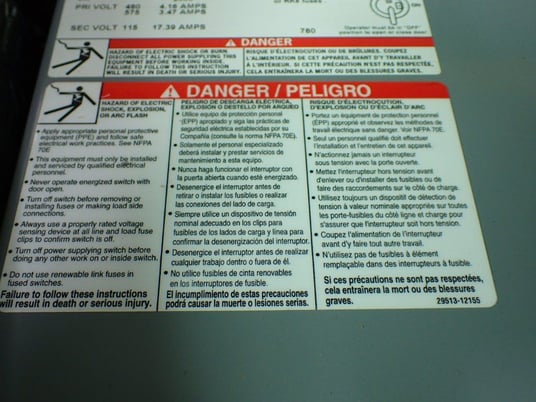 or RK5 fuses
PRI VOLT 480 4.16 AMPS
575 3.47 AMPS
SEC VOLT 115 17.39 AMPS
780
Operator must be in "OFF"
position to open or close door
DANGER
HAZARD OF ELECTRIC SHOCK OR BURN.
DISCONNECT ALL POWER SUPPLYING THIS
EQUIPMENT BEFORE WORKING INSIDE.
FAILURE TO FOLLOW THIS INSTRUCTION
WILL RESULT IN DEATH OR SERIOUS INJURY.
RISQUE D'ÉLECTROCUTION OU DE BRÛLURES. COUPEZ
L'ALIMENTATION DE CET APPAREIL AVANT D'Y TRAVAILLER
À L'INTÉRIEUR. SI CETTE PRÉCAUTION N'EST PAS RESPECTÉE,
CELA ENTRAÎNERA LA MORT OU DES BLESSURES GRAVES.
DANGER / PELIGRO
HAZARD OF ELECTRIC
SHOCK, EXPLOSION,
or ARC FLASH
• Apply appropriate personal protective
equipment (PPE) and follow safe
electrical work practices. See NFPA
70E
• This equipment must only be installed
and serviced by qualified electrical
personnel.
• Never operate energized switch with
door open.
• Turn off switch before removing or
installing fuses or making load side
connections.
• Always use a properly rated voltage
sensing device at all line and load fuse
clips to confirm switch is off.
• Turn off power supplying switch before
doing any other work on or inside switch.
• Do not use renewable link fuses in
fused switches.
Failure to follow these instructions
will result in death or serious injury.
PELIGRO DE DESCARGA ELÉCTRICA,
EXPLOSIÓN O DESTELLO POR ARQUEO
• Utilice equipo de protección personal
(EPP) apropiado y siga las prácticas de
seguridad eléctrica establecidas por su
Compañía (consulte la norma NFPA 70E).
• Solamente el personal especializado
deberá instalar y prestar servicios de
mantenimiento a esta equipo.
• Nunca haga funcionar el interruptor con
la puerta abierta cuando esté energizado.
• Desenergice el interruptor antes de
retirar o instalar los fusibles o realizar
las conexiones del lado de carga.
• Siempre utilize un dispositivo de tensión
nominal adecuado en los clips para
fusibles de los lados de carga y línea para
confirmar la desenergización del interruptor.
• Desenergice el interruptor antes de realizar
cualquier trabajo dentro o fuera de él.
• No utilice fusibles de cinta renovables
en los interruptores de fusible.
El incumplimiento de estas precauciones
podrá causar la muerte o lesiones serias.
RISQUE D'ÉLECTROCUTION,
D'EXPLOSION OU D'ÉCLAIR D'ARC
• Portez un équipement de protection personnel
(ÉPP) approprié et observez les méthodes de
travail électrique sans danger. Voir NFPA 70E.
• Seul un personnel qualifié doit effectuer
l'installation et l'entretien de cet appareil.
• N'actionnez jamais un interrupteur
sous tension avec la porte ouverte.
• Mettez l'interrupteur hors tension avant
d'enlever ou d'installer des fusibles ou de
faire des raccordements sur le côté de charge.
• Utilisez toujours un dispositif de détection de
tension à valeur nominale appropriée sur toutes
les porte-fusibles du côté ligne et charge pour
s'assurer que l'interrupteur soit hors tension.
• Coupez l'alimentation de l'interrupteur
avant d'y faire tout autre travail.
• N'utilisez pas de fusibles à élément
remplaçable dans des interrupteurs à fusible.
Si ces précautions ne sont pas respectées,
cela entraînera la mort ou des blessures
graves. 29513-12155